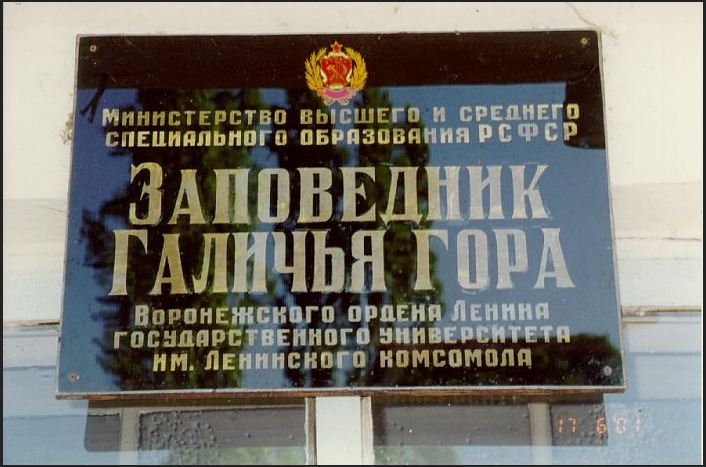 Министерство высшего и среднего
специального образования РСФСР
Заповедник
Галичья Гора
Воронежского ордена Ленина
государственного университета
им. Ленинского комсомола
17 6'01